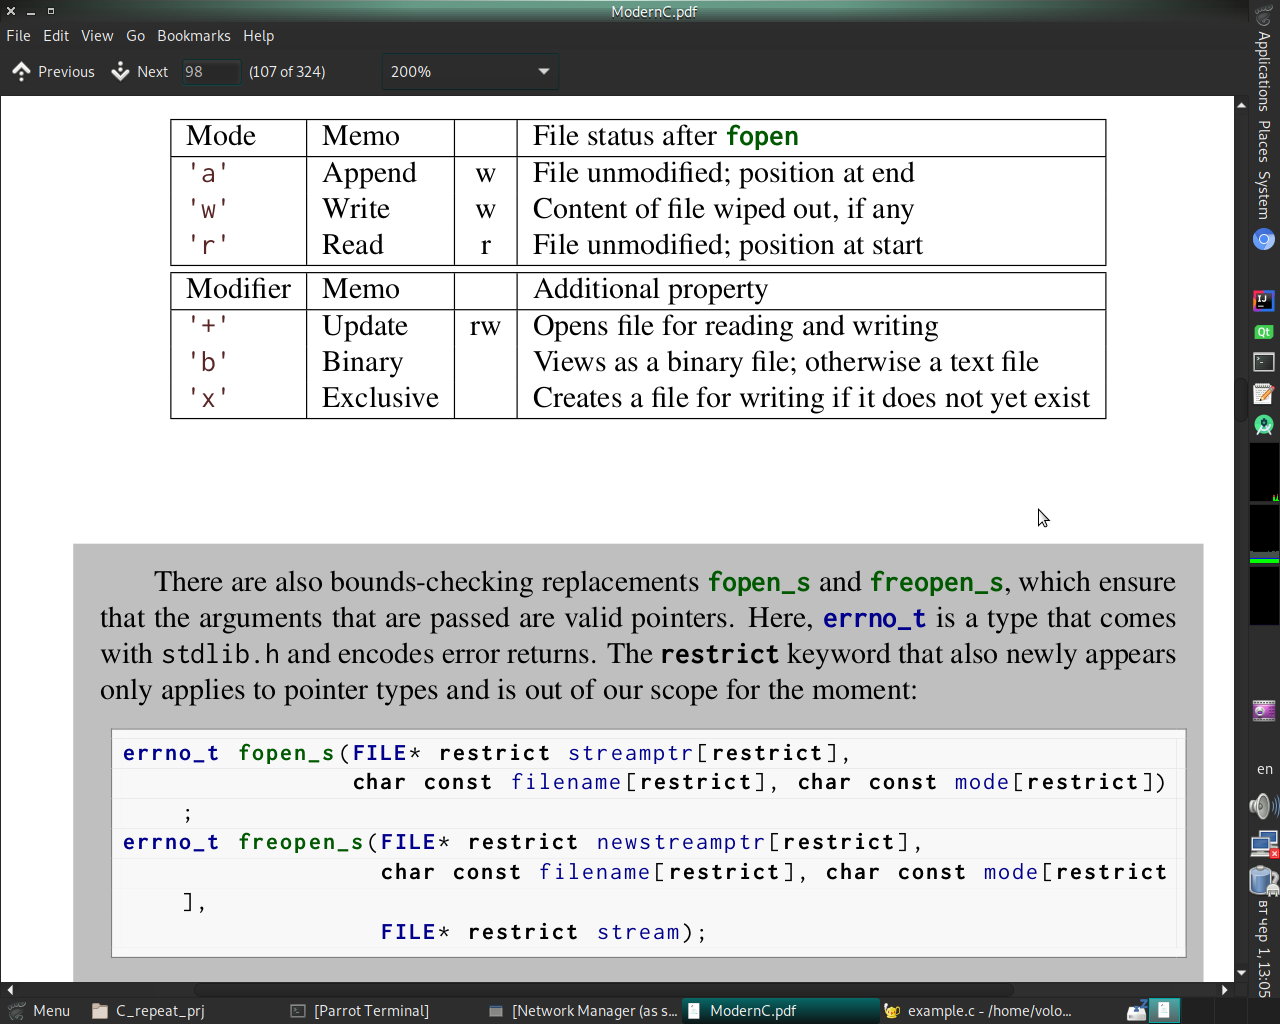 ModernC.pdf
File Edit View Go Bookmarks Help
Previous Next 98 (107 of 324) 200%
Mode Memo File status after fopen
'a' Append w File unmodified; position at end
'w' Write w Content of file wiped out, if any
'r' Read r File unmodified; position at start
Modifier Memo Additional property
'+' Update rw Opens file for reading and writing
'b' Binary Views as a binary file; otherwise a text file
'x' Exclusive Creates a file for writing if it does not yet exist
There are also bounds-checking replacements fopen_s and freopen_s, which ensure
that the arguments that are passed are valid pointers. Here, errno_t is a type that comes
with stdlib.h and encodes error returns. The restrict keyword that also newly appears
only applies to pointer types and is out of our scope for the moment:
errno_t fopen_s(FILE* restrict streamptr[restrict],
char const filename[restrict], char const mode[restrict])
;
errno_t freopen_s(FILE* restrict newstreamptr[restrict],
char const filename[restrict], char const mode[restrict
],
FILE* restrict stream);
Applications Places System
IJ
Qt
en
вт чер 1, 13:05
Menu C_repeat_prj [Parrot Terminal] [Network Manager (as s... ModernC.pdf example.c - /home/volo...